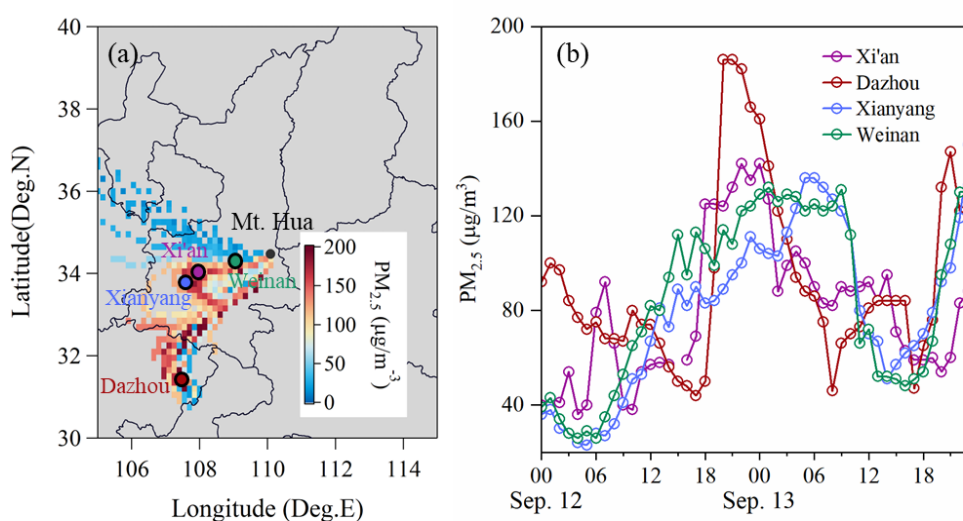 (a)
40
38
36
34
32
30
Latitude(Deg.N)
106 108 110 112 114
Longitude (Deg.E)
Mt. Hua
Xi'an
Weinan
Xianyang
Dazhou
200
150
100
50
0
PM2.5 (μg/m-3)
(b)
Xi'an
Dazhou
Xianyang
Weinan
200
160
120
80
40
PM2.5 (μg/m3)
00 06 12 18 00 06 12 18
Sep. 12 Sep. 13